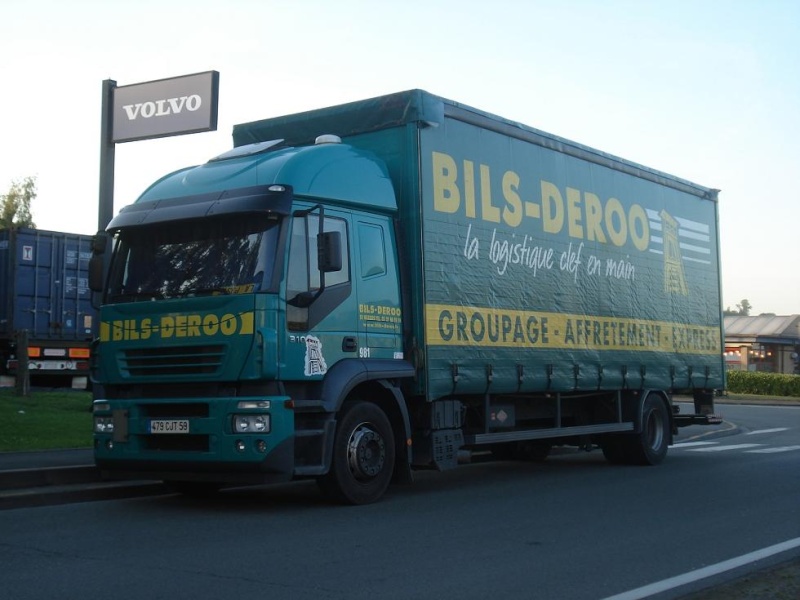 VOLVO
BILS-DEROO
la logistique clef en main
GROUPAGE - AFFRETEMENT - EXPRESS
BILS-DEROO
310
981
BILS-DEROO
479 CJT 59